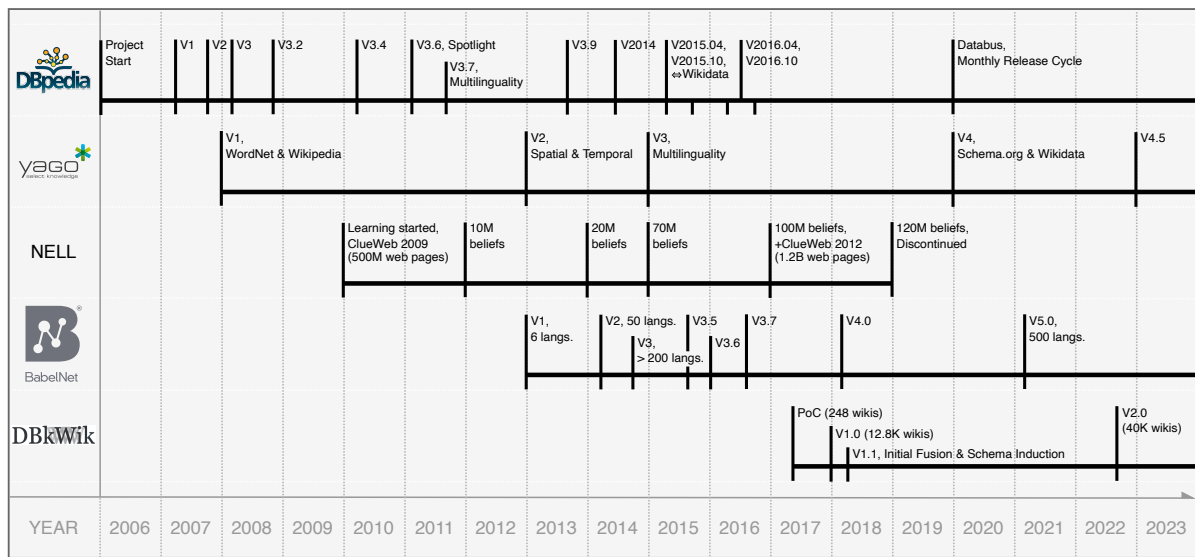 Project
Start
V1
V2
V3
V3.2
V3.4
V3.6, Spotlight
V3.7,
Multilinguality
V3.9
V2014
V2015.04,
V2015.10,
⇔Wikidata
V2016.04,
V2016.10
Databus,
Monthly Release Cycle
DBpedia
V1,
WordNet & Wikipedia
V2,
Spatial & Temporal
V3,
Multilinguality
V4,
Schema.org & Wikidata
V4.5
yago
select knowledge
NELL
Learning started,
ClueWeb 2009
(500M web pages)
10M
beliefs
20M
beliefs
70M
beliefs
100M beliefs,
+ClueWeb 2012
(1.2B web pages)
120M beliefs,
Discontinued
BabelNet
V1,
6 langs.
V2, 50 langs.
V3,
> 200 langs.
V3.5
V3.6
V3.7
V4.0
V5.0,
500 langs.
DBkWik
PoC (248 wikis)
V1.0 (12.8K wikis)
V1.1, Initial Fusion & Schema Induction
V2.0
(40K wikis)
YEAR 2006 2007 2008 2009 2010 2011 2012 2013 2014 2015 2016 2017 2018 2019 2020 2021 2022 2023